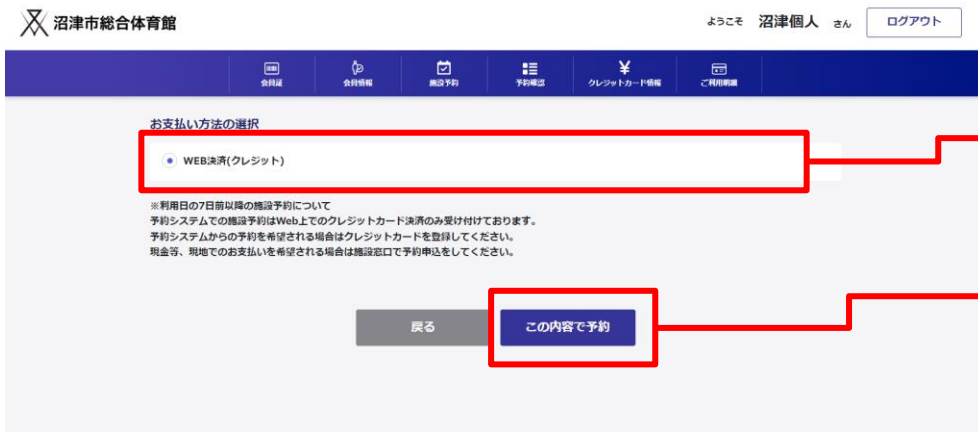 沼津市総合体育館
ようこそ 沼津個人 さん ログアウト
会員証 会員情報 施設予約 予約確認 クレジットカード情報 ご利用明細
お支払い方法の選択
WEB決済(クレジット)
※利用日の7日前以降の施設予約について
予約システムでの施設予約はWeb上でのクレジットカード決済のみ受け付けております。
予約システムからの予約を希望される場合はクレジットカードを登録してください。
現金等、現地でのお支払いを希望される場合は施設窓口で予約申込をしてください。
戻る この内容で予約